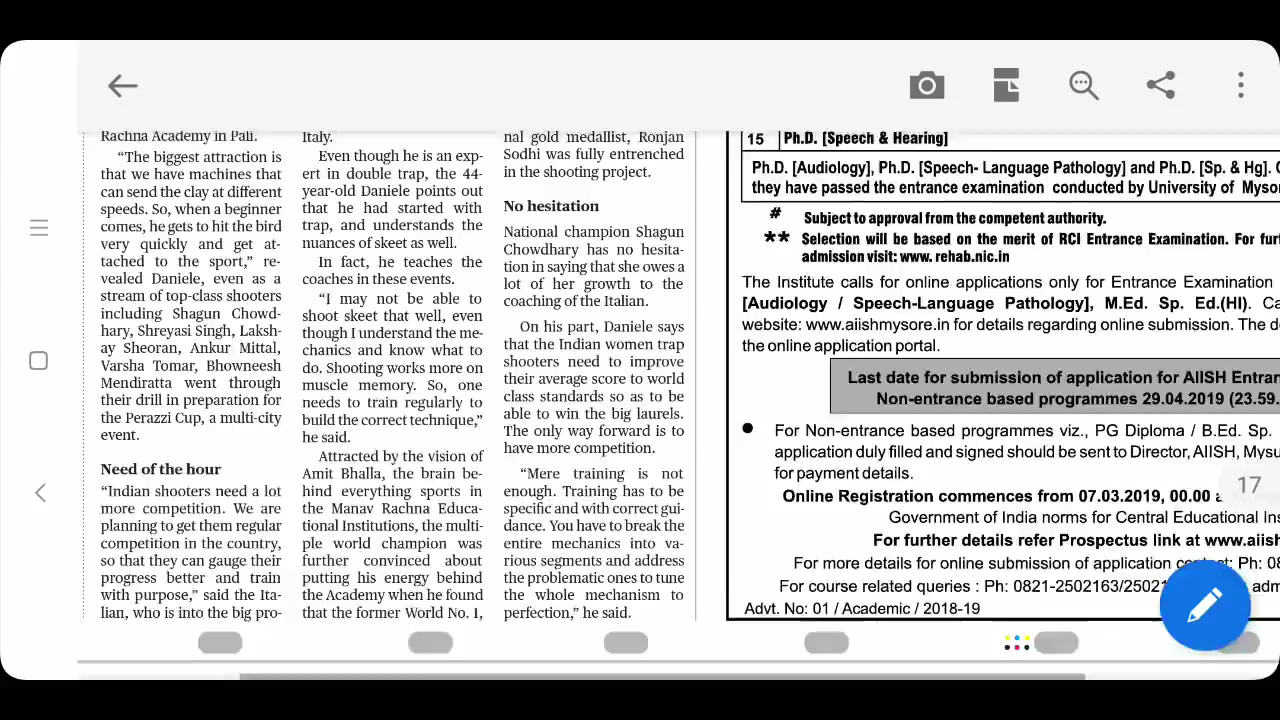 Rachna Academy in Pali.
“The biggest attraction is
that we have machines that
can send the clay at different
speeds. So, when a beginner
comes, he gets to hit the bird
very quickly and get at-
tached to the sport,” re-
vealed Daniele, even as a
stream of top-class shooters
including Shagun Chowd-
hary, Shreyasi Singh, Laksh-
ay Sheoran, Ankur Mittal,
Varsha Tomar, Bhowneesh
Mendiratta went through
their drill in preparation for
the Perazzi Cup, a multi-city
event.
Need of the hour
“Indian shooters need a lot
more competition. We are
planning to get them regular
competition in the country,
so that they can gauge their
progress better and train
with purpose,” said the Ita-
lian, who is into the big pro-
Italy.
Even though he is an exp-
ert in double trap, the 44-
year-old Daniele points out
that he had started with
trap, and understands the
nuances of skeet as well.
In fact, he teaches the
coaches in these events.
“I may not be able to
shoot skeet that well, even
though I understand the me-
chanics and know what to
do. Shooting works more on
muscle memory. So, one
needs to train regularly to
build the correct technique,”
he said.
Attracted by the vision of
Amit Bhalla, the brain be-
hind everything sports in
the Manav Rachna Educa-
tional Institutions, the multi-
ple world champion was
further convinced about
putting his energy behind
the Academy when he found
that the former World No. 1,
nal gold medallist, Ronjan
Sodhi was fully entrenched
in the shooting project.
No hesitation
National champion Shagun
Chowdhary has no hesita-
tion in saying that she owes a
lot of her growth to the
coaching of the Italian.
On his part, Daniele says
that the Indian women trap
shooters need to improve
their average score to world
class standards so as to be
able to win the big laurels.
The only way forward is to
have more competition.
“Mere training is not
enough. Training has to be
specific and with correct gui-
dance. You have to break the
entire mechanics into va-
rious segments and address
the problematic ones to tune
the whole mechanism to
perfection,” he said.
15 Ph.D. [Speech & Hearing]
Ph.D. [Audiology], Ph.D. [Speech- Language Pathology] and Ph.D. [Sp. & Hg].
they have passed the entrance examination conducted by University of Myso
# Subject to approval from the competent authority.
** Selection will be based on the merit of RCI Entrance Examination. For fur
admission visit: www. rehab.nic.in
The Institute calls for online applications only for Entrance Examination
[Audiology / Speech-Language Pathology], M.Ed. Sp. Ed.(HI). Ca
website: www.aiishmysore.in for details regarding online submission. The d
the online application portal.
Last date for submission of application for AIISH Entran
Non-entrance based programmes 29.04.2019 (23.59.
● For Non-entrance based programmes viz., PG Diploma / B.Ed. Sp.
application duly filled and signed should be sent to Director, AIISH, Mysu
for payment details.
17
Online Registration commences from 07.03.2019, 00.00 a
Government of India norms for Central Educational Ins
For further details refer Prospectus link at www.aiish
For more details for online submission of application contact: Ph: 08
For course related queries : Ph: 0821-2502163/2502 adm
Advt. No: 01 / Academic / 2018-19